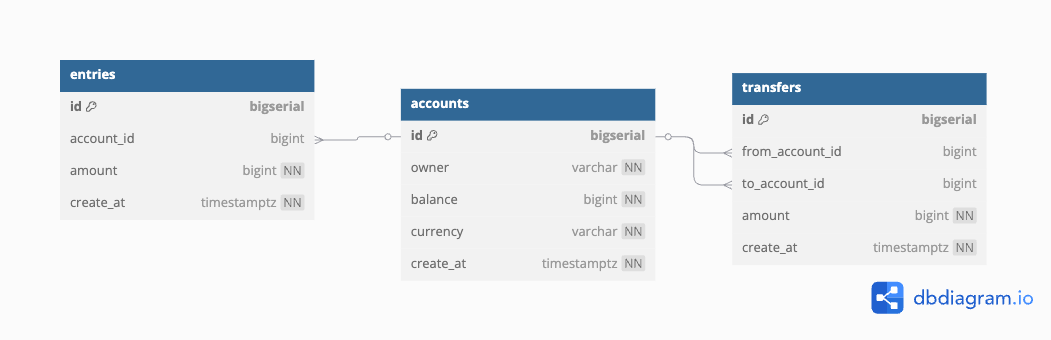 entries
id bigserial
account_id bigint
amount bigint NN
create_at timestamptz NN
accounts
id bigserial
owner varchar NN
balance bigint NN
currency varchar NN
create_at timestamptz NN
transfers
id bigserial
from_account_id bigint
to_account_id bigint
amount bigint NN
create_at timestamptz NN
dbdiagram.io